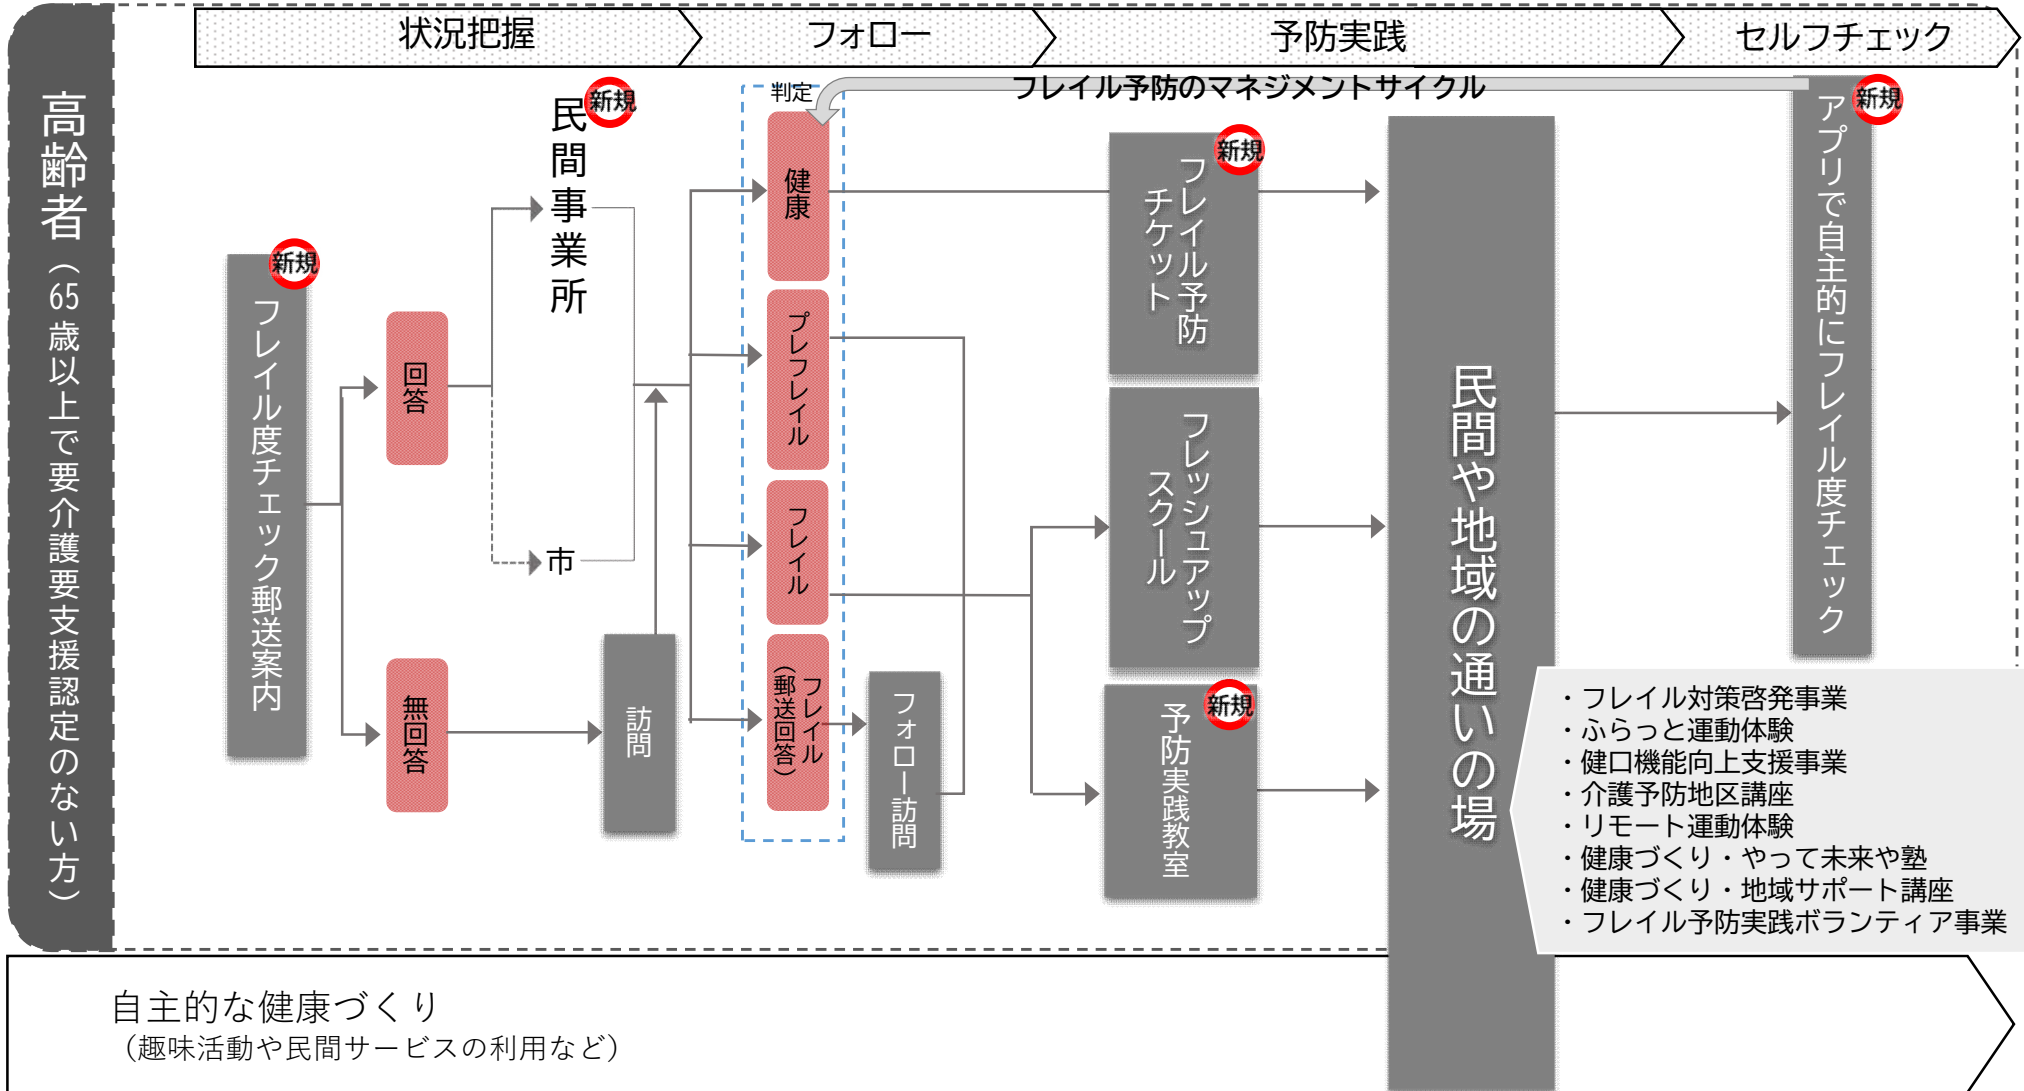 状況把握
フォロー
予防実践
セルフチェック
高齢者(65歳以上で要介護要支援認定のない方)
フレイル予防のマネジメントサイクル
新規
フレイル度チェック郵送案内
回答
無回答
新規
民間事業所
市
訪問
判定
健康
プレフレイル
フレイル
フレイル
(郵送回答)
フォロー訪問
新規
フレイル予防
チケット
フレッシュアップ
スクール
新規
予防実践教室
民間や地域の通いの場
新規
アプリで自主的にフレイル度チェック
・フレイル対策啓発事業
・ふらっと運動体験
・健口機能向上支援事業
・介護予防地区講座
・リモート運動体験
・健康づくり・やって未来や塾
・健康づくり・地域サポート講座
・フレイル予防実践ボランティア事業
自主的な健康づくり
(趣味活動や民間サービスの利用など)